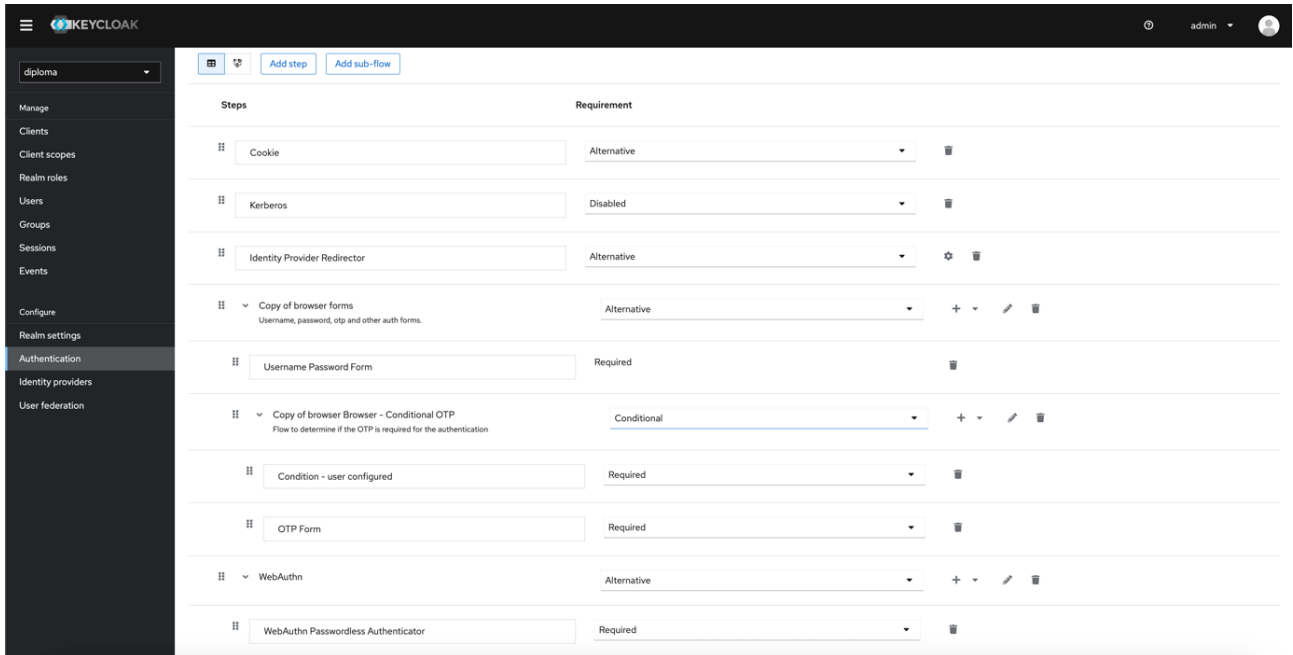 KEYCLOAK
admin
diploma
Manage
Clients
Client scopes
Realm roles
Users
Groups
Sessions
Events
Configure
Realm settings
Authentication
Identity providers
User federation
Add step
Add sub-flow
Steps Requirement
Cookie Alternative
Kerberos Disabled
Identity Provider Redirector Alternative
Copy of browser forms Alternative
Username, password, otp and other auth forms.
Username Password Form Required
Copy of browser Browser - Conditional OTP Conditional
Flow to determine if the OTP is required for the authentication
Condition - user configured Required
OTP Form Required
WebAuthn Alternative
WebAuthn Passwordless Authenticator Required